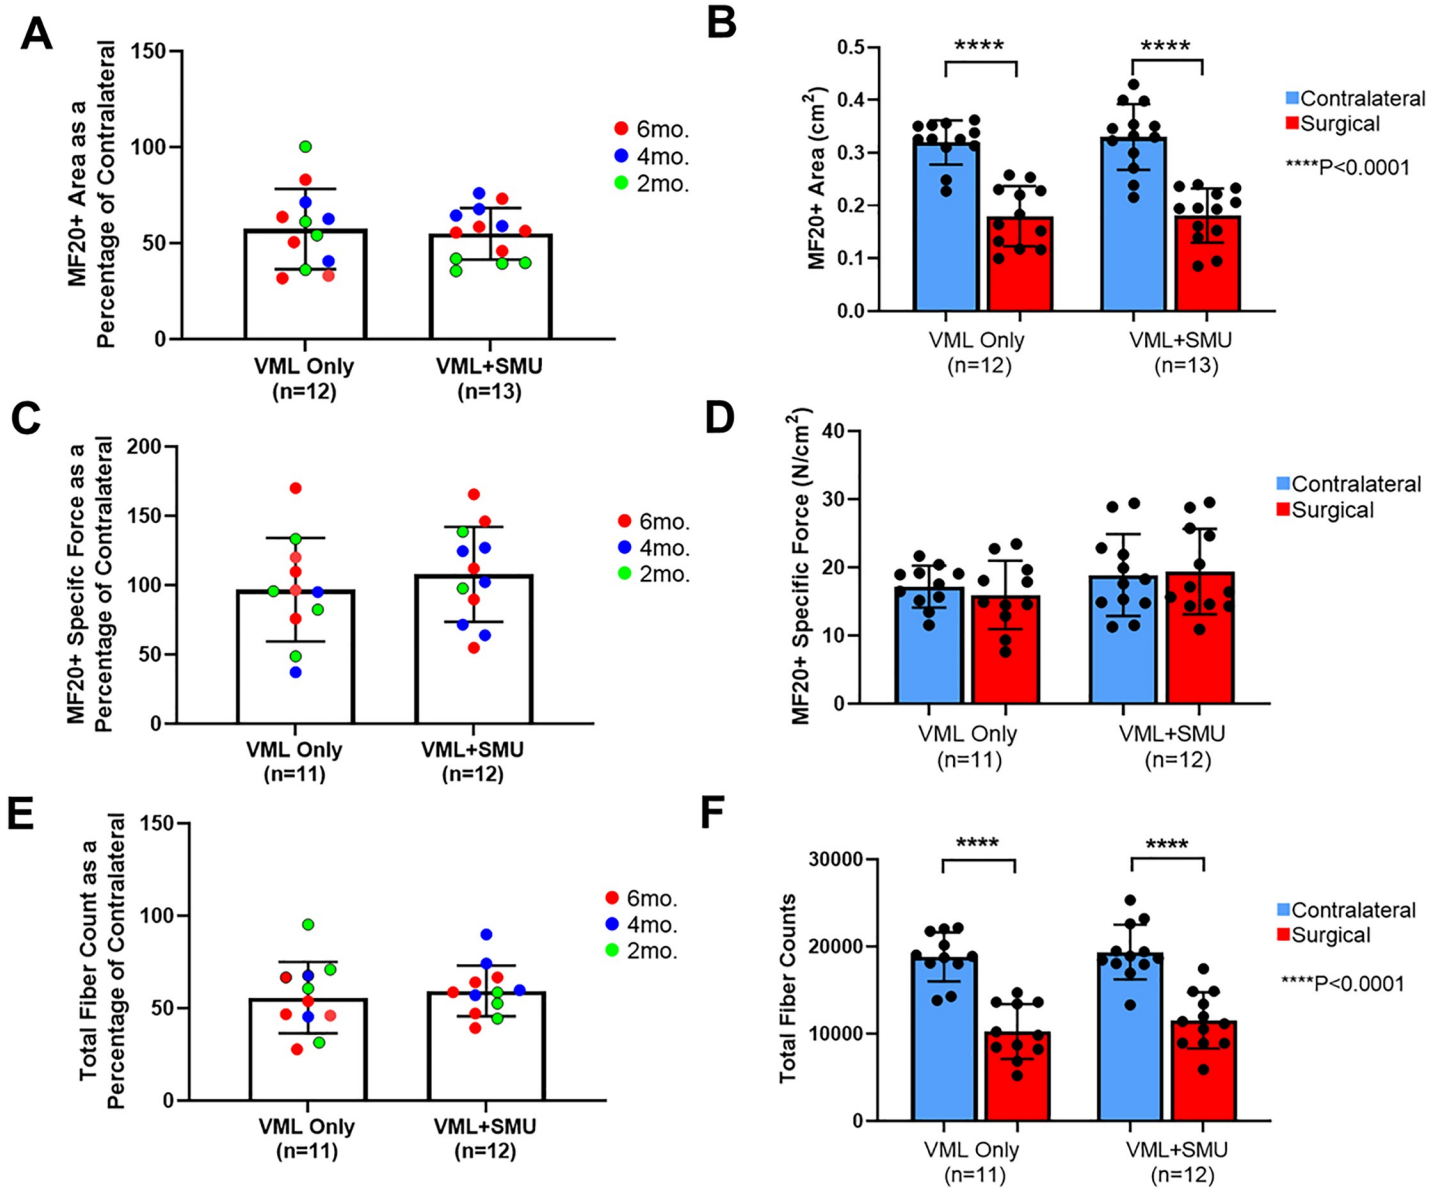 A
MF20+ Area as a
Percentage of Contralateral
150
100
50
0
VML Only
(n=12)
VML+SMU
(n=13)
6mo.
4mo.
2mo.
B
MF20+ Area (cm²)
0.5
0.4
0.3
0.2
0.1
0.0
****
****
VML Only
(n=12)
VML+SMU
(n=13)
Contralateral
Surgical
****P<0.0001
C
MF20+ Specifc Force as a
Percentage of Contralateral
200
150
100
50
0
VML Only
(n=11)
VML+SMU
(n=12)
6mo.
4mo.
2mo.
D
MF20+ Specific Force (N/cm²)
40
30
20
10
0
VML Only
(n=11)
VML+SMU
(n=12)
Contralateral
Surgical
E
Total Fiber Count as a
Percentage of Contralateral
150
100
50
0
VML Only
(n=11)
VML+SMU
(n=12)
6mo.
4mo.
2mo.
F
Total Fiber Counts
30000
20000
10000
0
****
****
VML Only
(n=11)
VML+SMU
(n=12)
Contralateral
Surgical
****P<0.0001